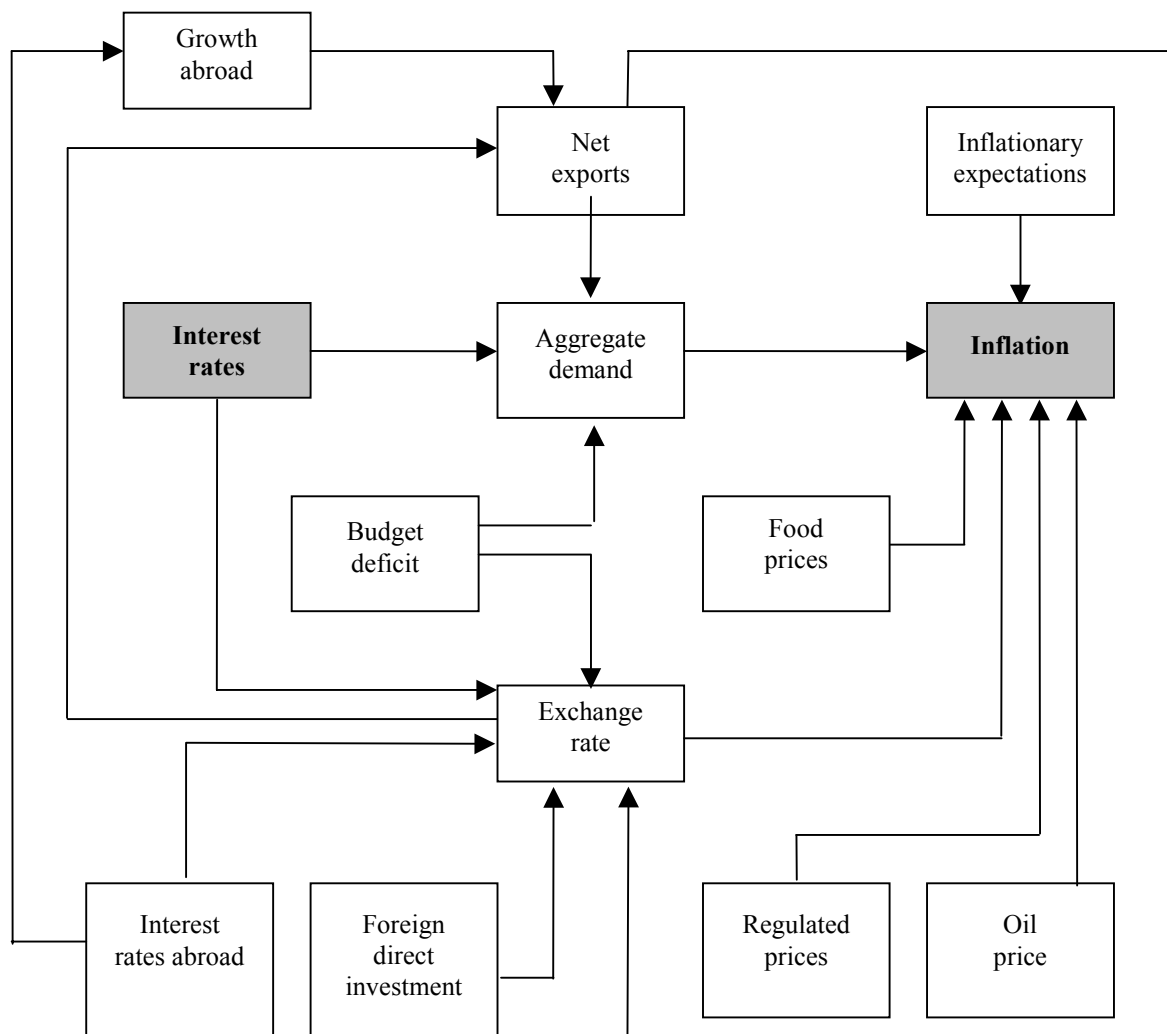 Growth
abroad
Net
exports
Inflationary
expectations
Interest
rates
Aggregate
demand
Inflation
Budget
deficit
Food
prices
Exchange
rate
Interest
rates abroad
Foreign
direct
investment
Regulated
prices
Oil
price